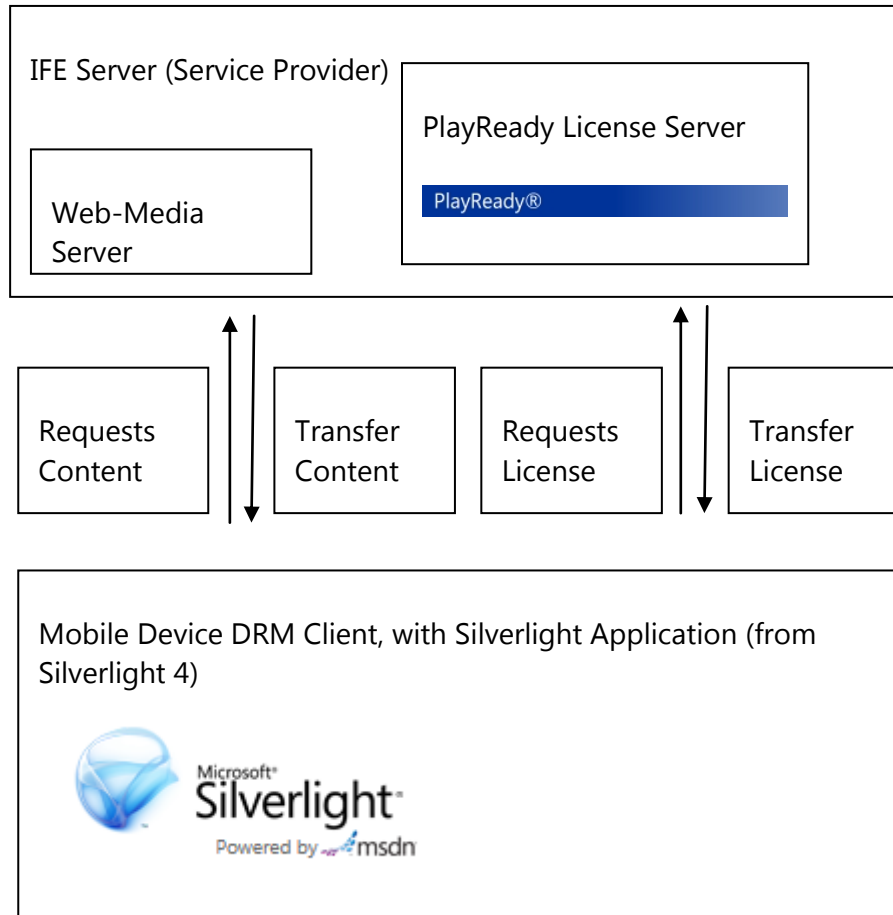 IFE Server (Service Provider)
PlayReady License Server
PlayReady®
Web-Media
Server
Requests
Content
Transfer
Content
Requests
License
Transfer
License
Mobile Device DRM Client, with Silverlight Application (from
Silverlight 4)
Microsoft®
Silverlight®
Powered by msdn